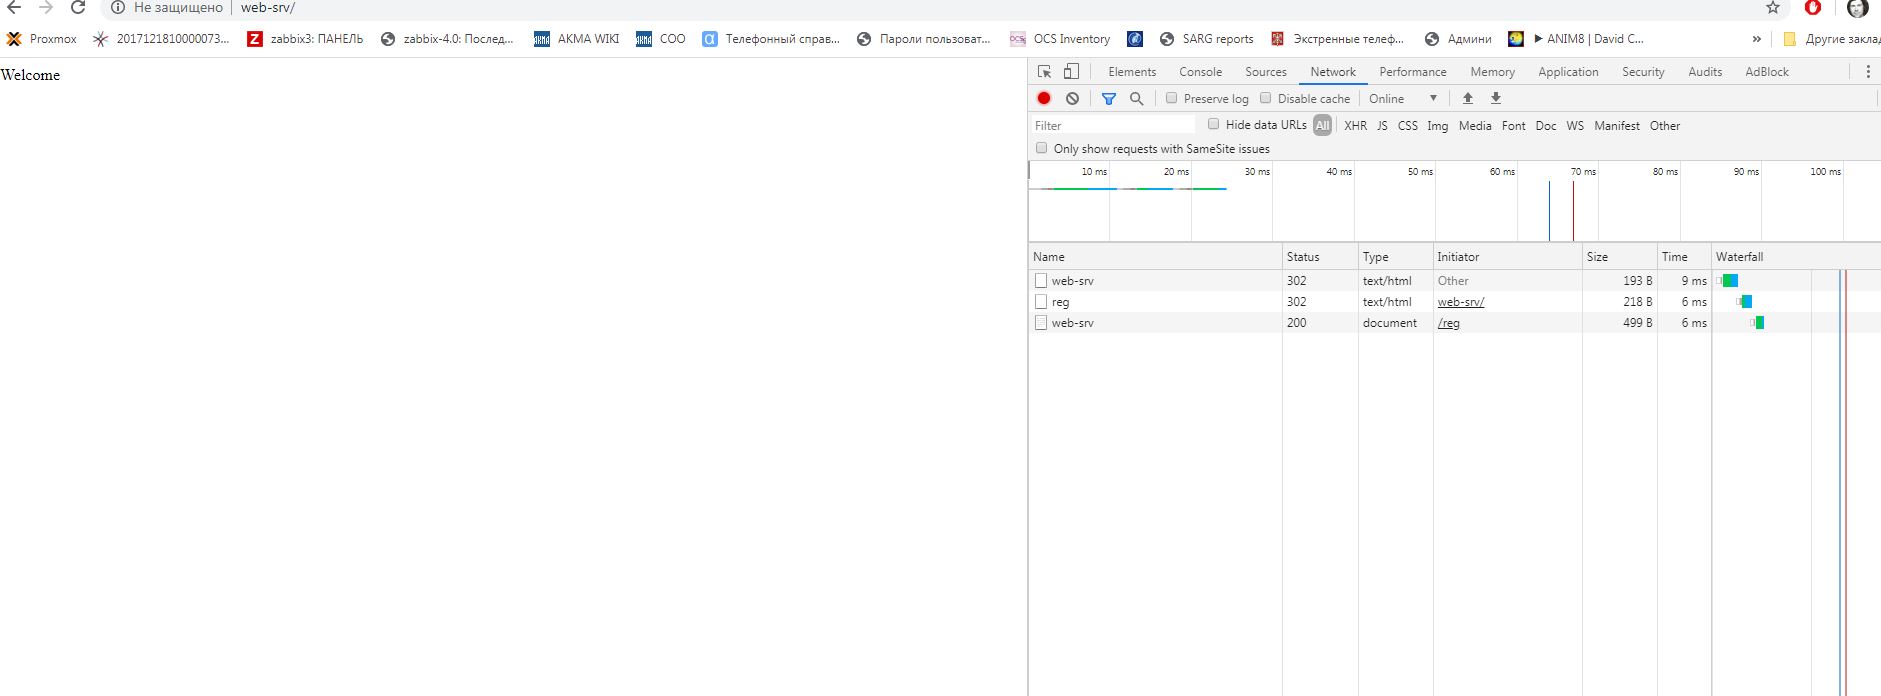 Не защищено web-srv/
Proxmox 2017121810000073... zabbix3: ПАНЕЛЬ zabbix-4.0: Послед... AKMA WIKI СОО Телефонный справ... Пароли пользоват... OCS Inventory SARG reports Экстренные телеф... Админи ANIM8 | David C... » Другие заклад
Welcome
Elements Console Sources Network Performance Memory Application Security Audits AdBlock
Preserve log Disable cache Online
Filter Hide data URLs All XHR JS CSS Img Media Font Doc WS Manifest Other
Only show requests with SameSite issues
10 ms 20 ms 30 ms 40 ms 50 ms 60 ms 70 ms 80 ms 90 ms 100 ms
Name Status Type Initiator Size Time Waterfall
web-srv 302 text/html Other 193 B 9 ms
reg 302 text/html web-srv/ 218 B 6 ms
web-srv 200 document /reg 499 B 6 ms